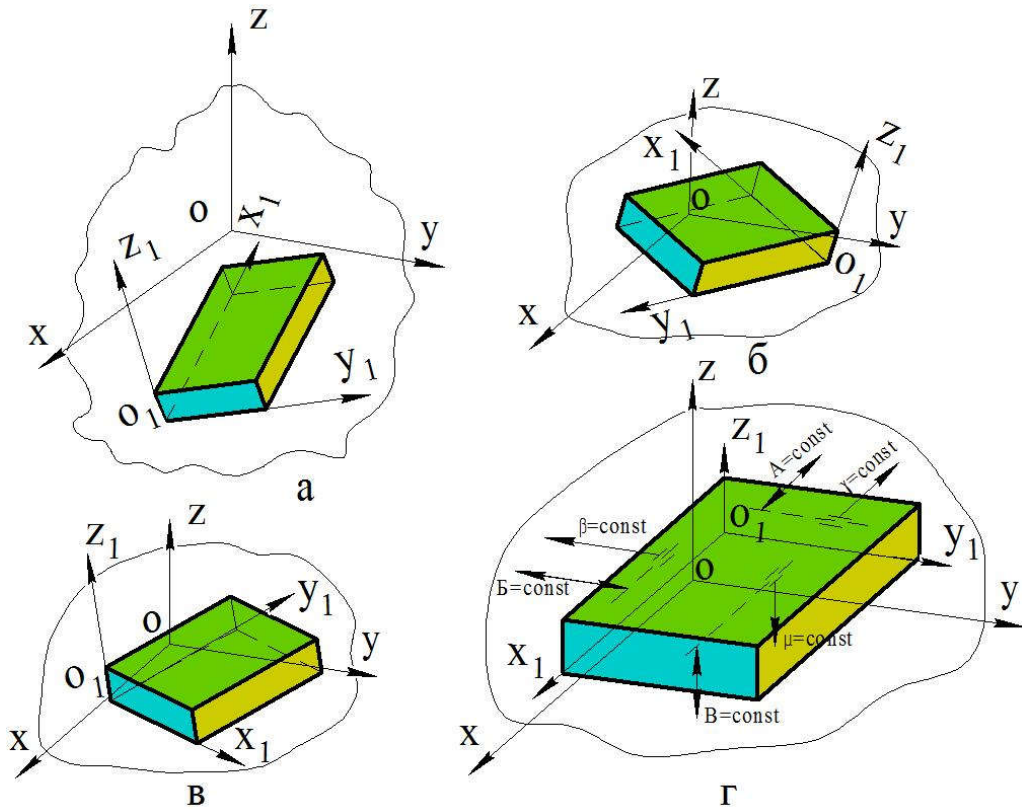 z
o
x₁
z₁
y
x
y₁
o₁
а
z
x₁
z₁
o
y
o₁
x
y₁
б
z
z₁
y₁
o
y
o₁
x₁
x
в
z
z₁
A=const
γ=const
β=const
o₁
y₁
o
Б=const
y
x₁
μ=const
B=const
x
г